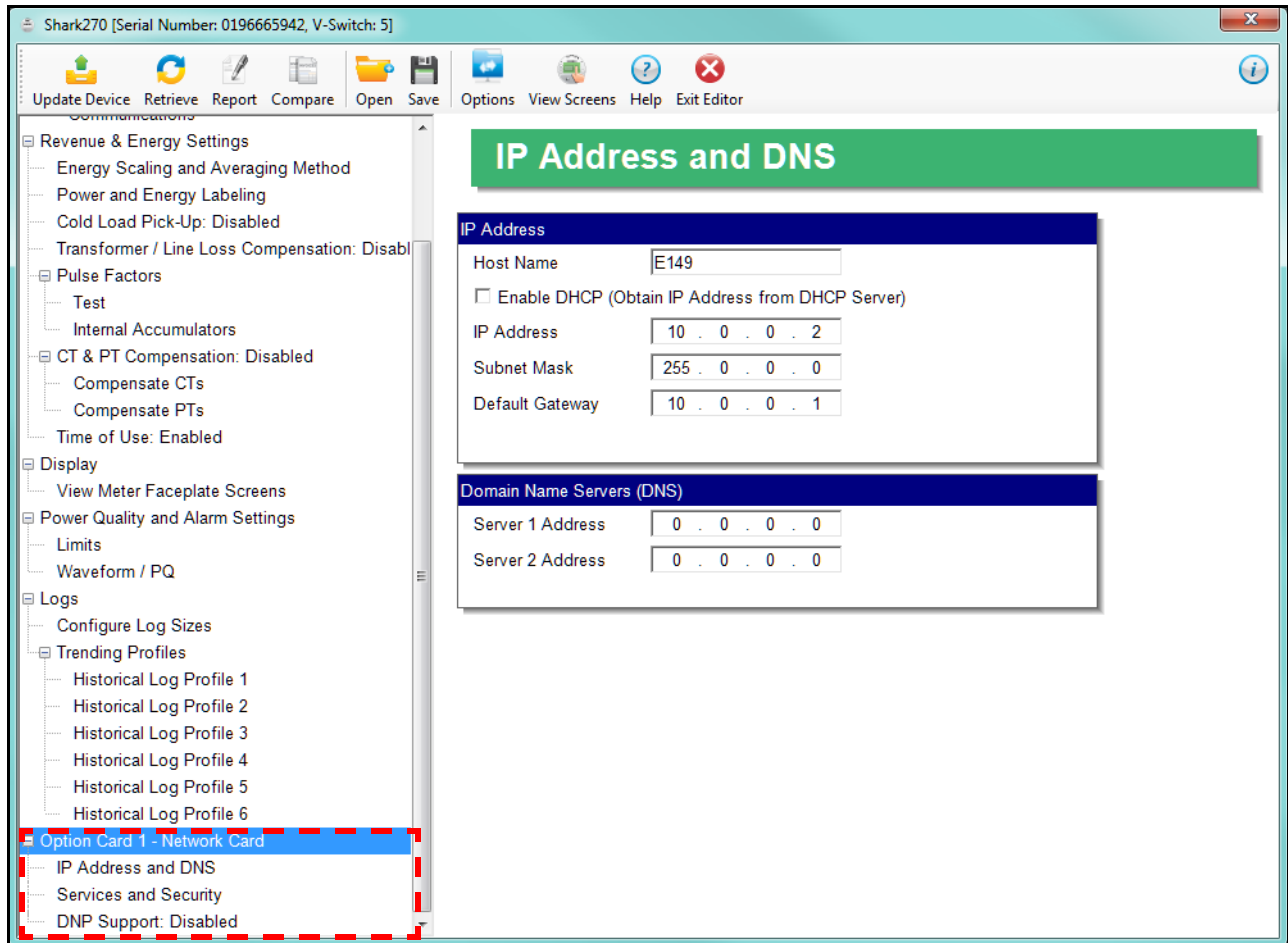 Shark270 [Serial Number: 0196665942, V-Switch: 5]
Update Device Retrieve Report Compare Open Save Options View Screens Help Exit Editor
Communications
Revenue & Energy Settings
Energy Scaling and Averaging Method
Power and Energy Labeling
Cold Load Pick-Up: Disabled
Transformer / Line Loss Compensation: Disabl
Pulse Factors
Test
Internal Accumulators
CT & PT Compensation: Disabled
Compensate CTs
Compensate PTs
Time of Use: Enabled
Display
View Meter Faceplate Screens
Power Quality and Alarm Settings
Limits
Waveform / PQ
Logs
Configure Log Sizes
Trending Profiles
Historical Log Profile 1
Historical Log Profile 2
Historical Log Profile 3
Historical Log Profile 4
Historical Log Profile 5
Historical Log Profile 6
Option Card 1 - Network Card
IP Address and DNS
Services and Security
DNP Support: Disabled
IP Address and DNS
IP Address
Host Name E149
Enable DHCP (Obtain IP Address from DHCP Server)
IP Address 10 . 0 . 0 . 2
Subnet Mask 255 . 0 . 0 . 0
Default Gateway 10 . 0 . 0 . 1
Domain Name Servers (DNS)
Server 1 Address 0 . 0 . 0 . 0
Server 2 Address 0 . 0 . 0 . 0